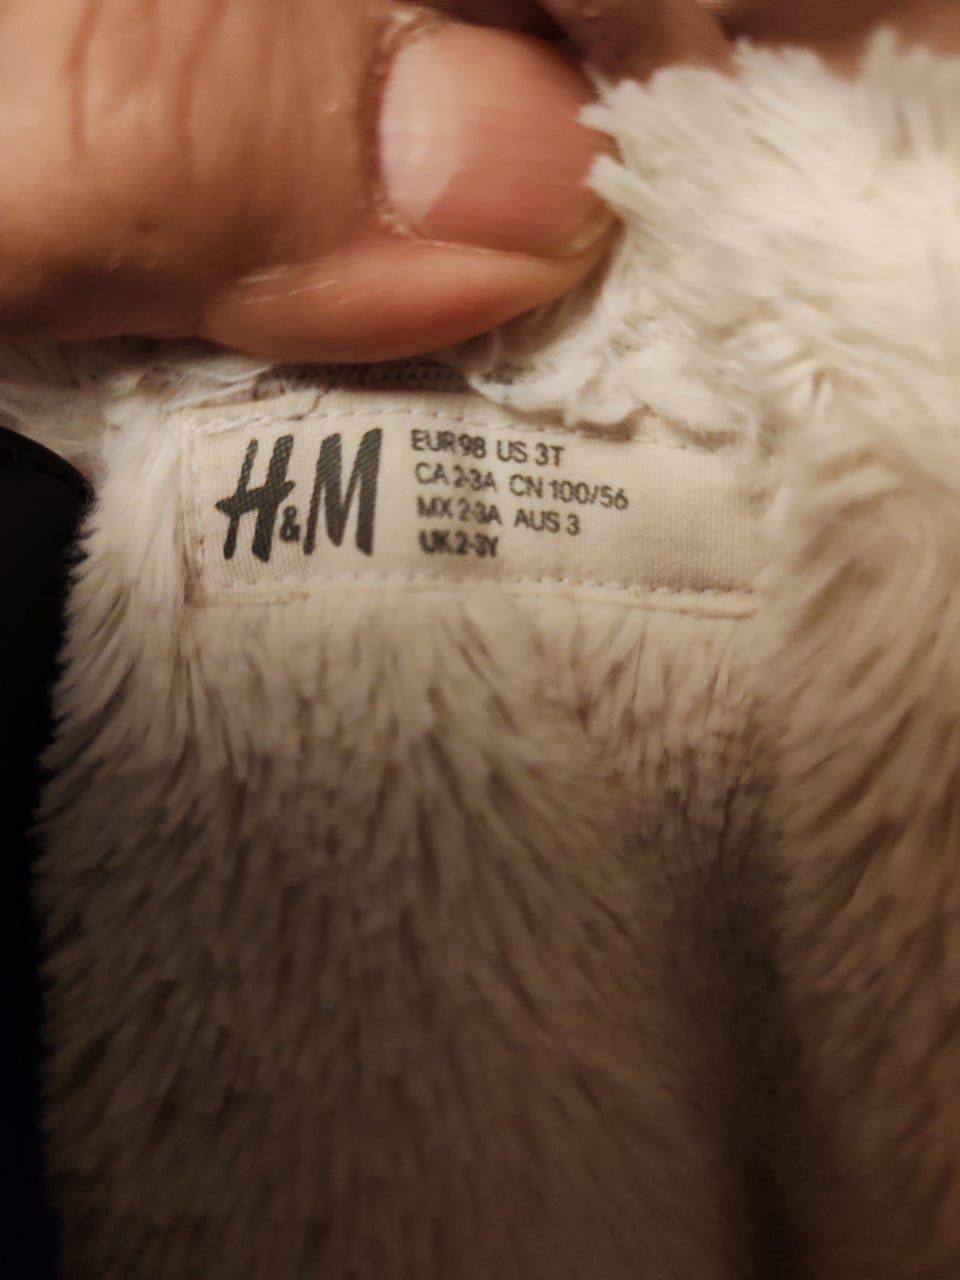 H&M
EUR98 US 3T
CA 2-3A CN 100/56
MX 2-3A AUS 3
UK 2-3Y